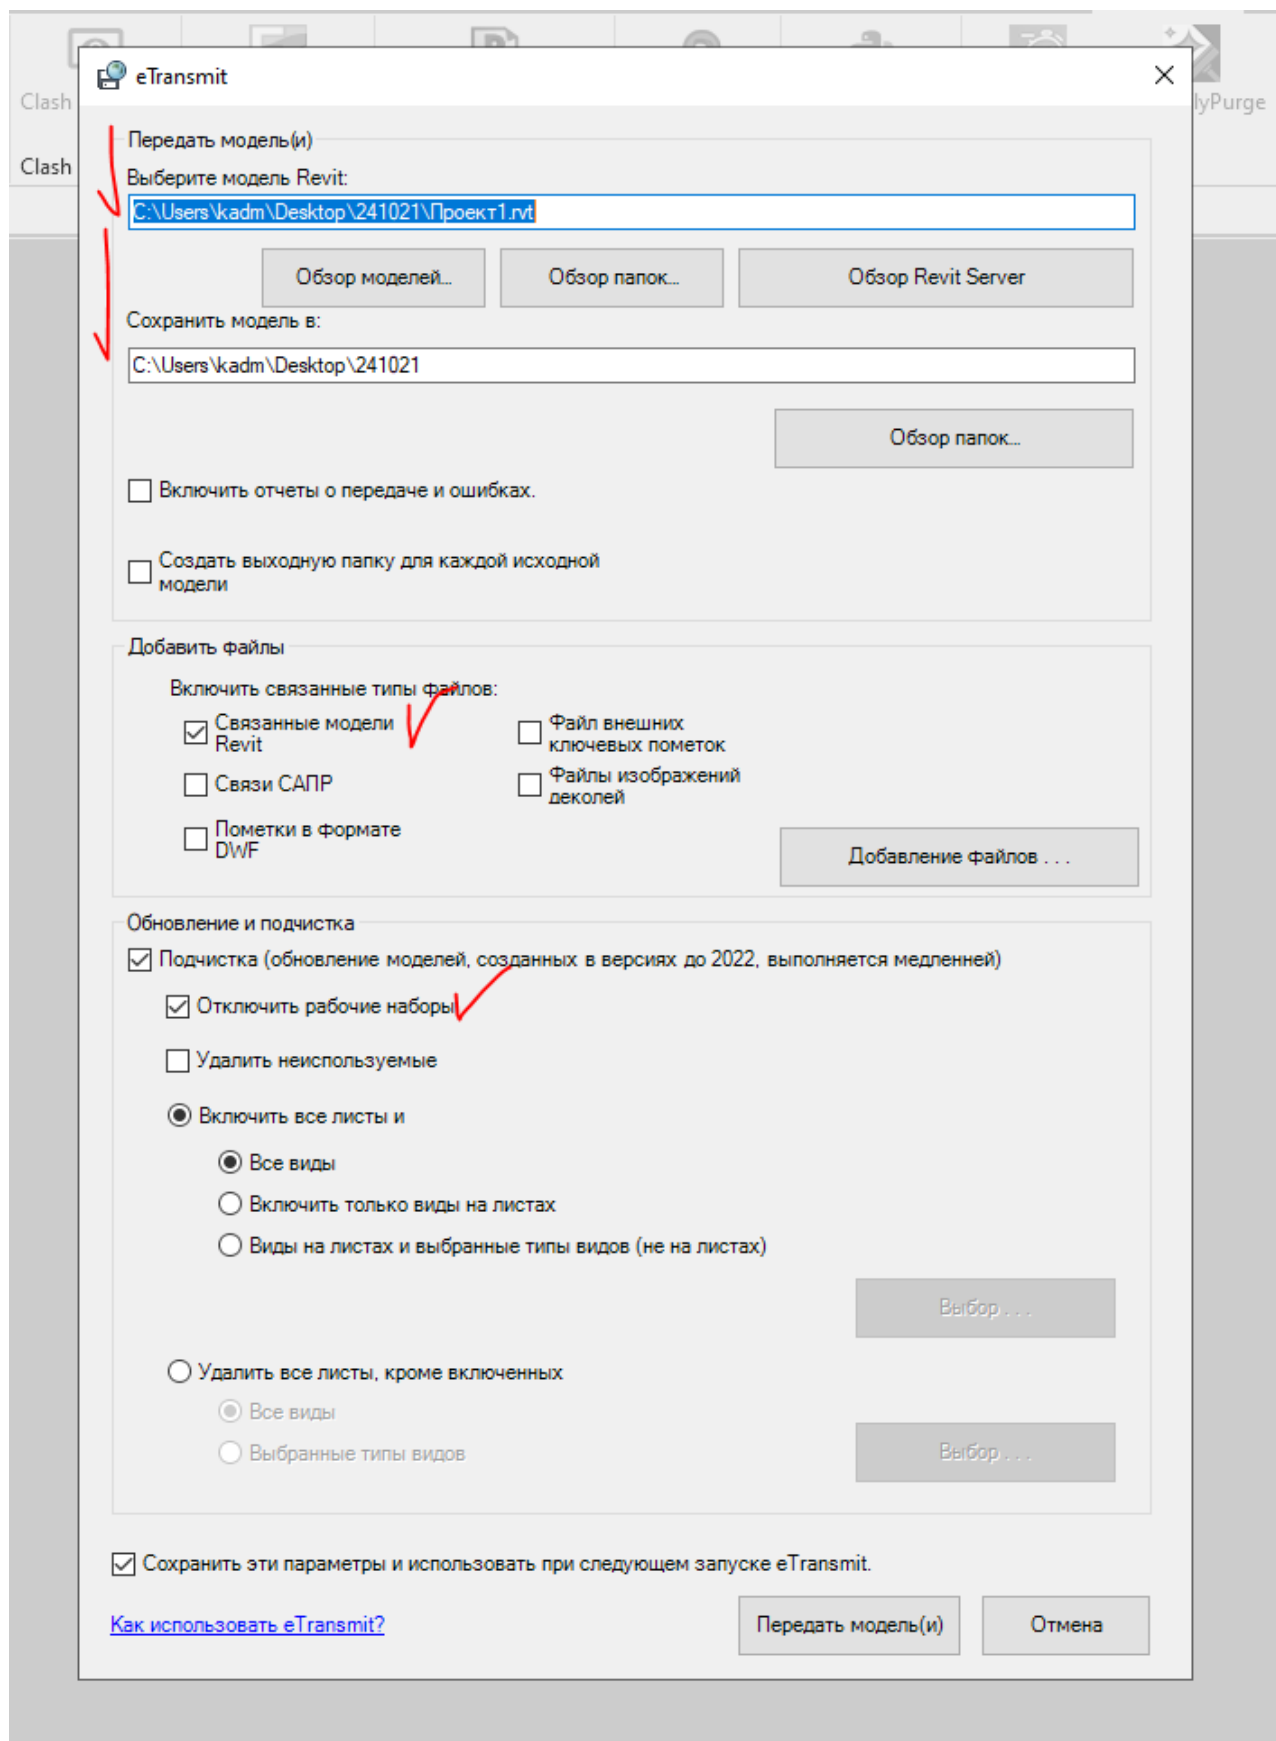 eTransmit
Clash
lyPurge
Передать модель(и)
Clash
Выберите модель Revit:
C:\Users\kadm\Desktop\241021\Проект1.rvt
Обзор моделей...
Обзор папок...
Обзор Revit Server
Сохранить модель в:
C:\Users\kadm\Desktop\241021
Обзор папок...
Включить отчеты о передаче и ошибках.
Создать выходную папку для каждой исходной
модели
Добавить файлы
Включить связанные типы файлов:
Связанные модели
Revit
Файл внешних
ключевых пометок
Связи САПР
Файлы изображений
деколей
Пометки в формате
DWF
Добавление файлов . . .
Обновление и подчистка
Подчистка (обновление моделей, созданных в версиях до 2022, выполняется медленней)
Отключить рабочие наборы
Удалить неиспользуемые
Включить все листы и
Все виды
Включить только виды на листах
Виды на листах и выбранные типы видов (не на листах)
Выбор . . .
Удалить все листы, кроме включенных
Все виды
Выбранные типы видов
Выбор . . .
Сохранить эти параметры и использовать при следующем запуске eTransmit.
Как использовать eTransmit?
Передать модель(и)
Отмена